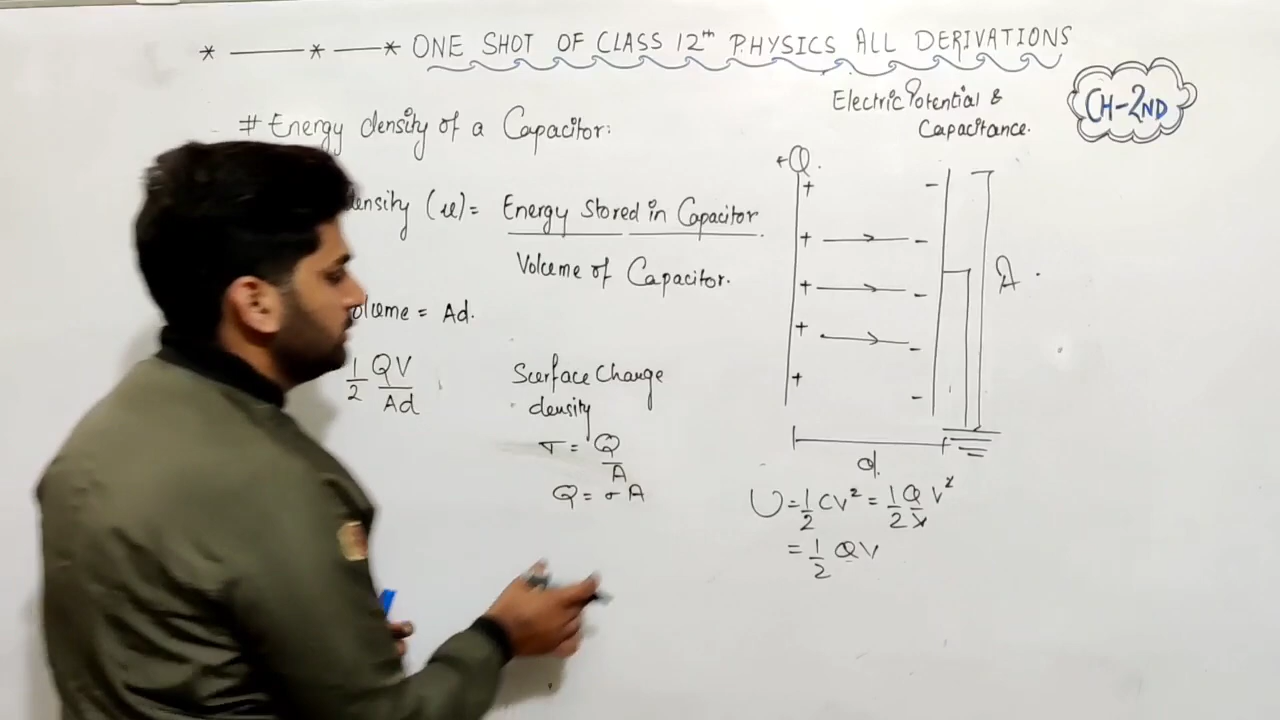 * ——— * —— * ONE SHOT OF CLASS 12th PHYSICS ALL DERIVATIONS
Electric Potential &
Capacitance.
CH-2ND
# Energy density of a Capacitor:
ensity (u) = Energy Stored in Capacitor
Volume of Capacitor.
olume = Ad.
1/2 QV/Ad
Surface Charge
density
σ = Q/A
Q = σ A
+Q.
+ -
+ -
+ -
+ -
+ -
A
d.
U = 1/2 CV² = 1/2 Q/V V²
= 1/2 QV